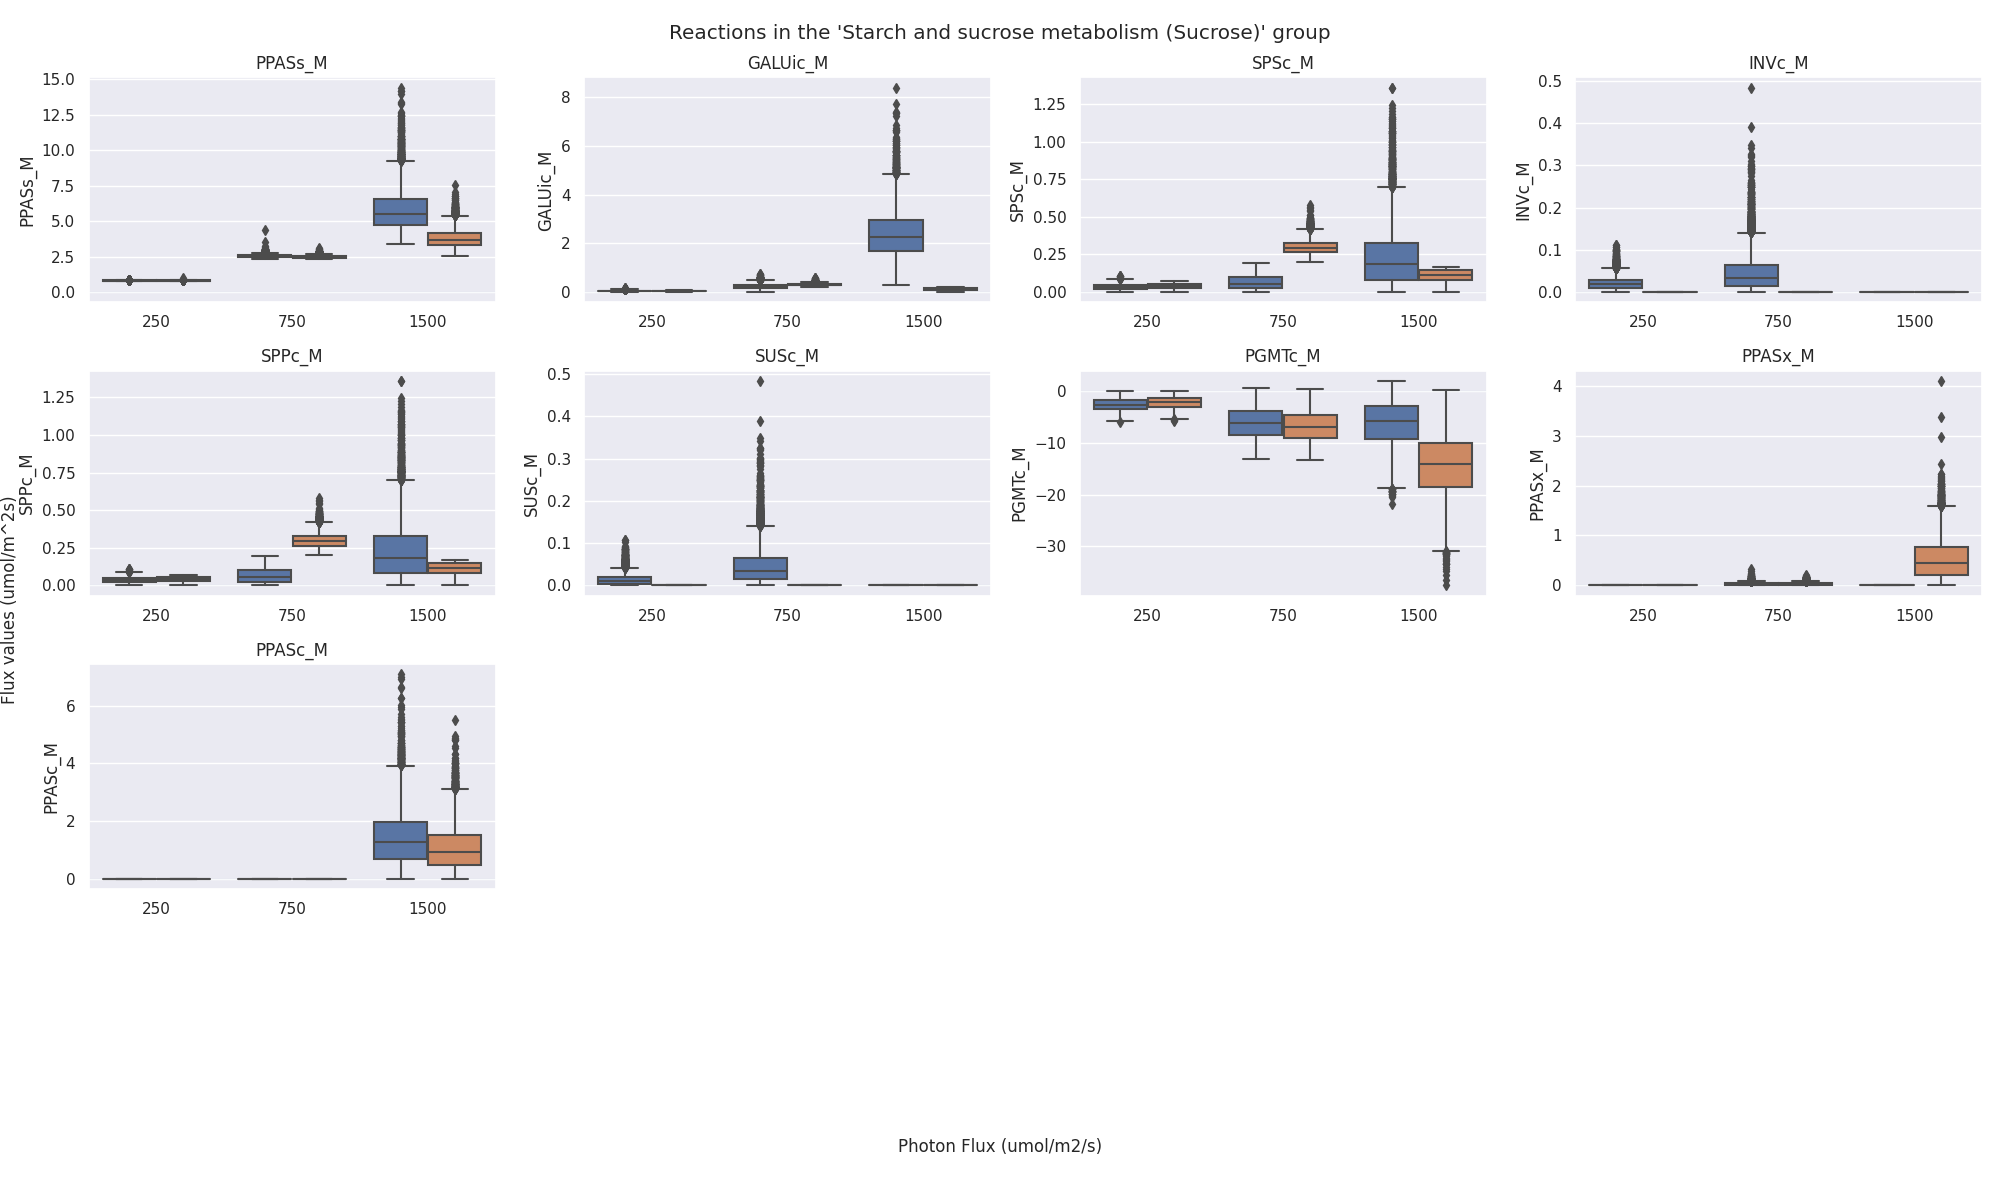 Reactions in the 'Starch and sucrose metabolism (Sucrose)' group
PPASs_M
PPASs_M
15.0
12.5
10.0
7.5
5.0
2.5
0.0
250 750 1500
GALUic_M
GALUic_M
8
6
4
2
0
250 750 1500
SPSc_M
SPSc_M
1.25
1.00
0.75
0.50
0.25
0.00
250 750 1500
INVc_M
INVc_M
0.5
0.4
0.3
0.2
0.1
0.0
250 750 1500
SPPc_M
SPPc_M
1.25
1.00
0.75
0.50
0.25
0.00
250 750 1500
SUSc_M
SUSc_M
0.5
0.4
0.3
0.2
0.1
0.0
250 750 1500
PGMTc_M
PGMTc_M
0
−10
−20
−30
250 750 1500
PPASx_M
PPASx_M
4
3
2
1
0
250 750 1500
Flux values (umol/m^2s)
PPASc_M
PPASc_M
6
4
2
0
250 750 1500
Photon Flux (umol/m2/s)